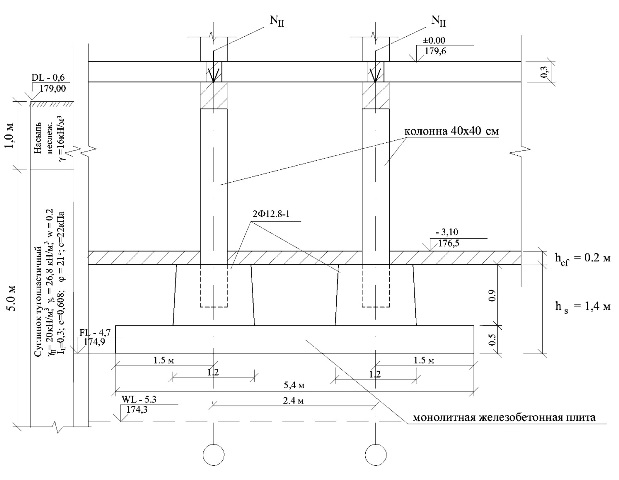 N II
N II
±0,00
179,6
DL - 0,6
179,00
0,3
1,0 м
Насыпь
неслеж.
γ =16кН/м³
колонна 40х40 см
2Ф12.8-1
- 3,10
176,5
h cf = 0.2 м
5.0 м
Суглинок тугопластичный
γ = 20кН/м³, γs = 26,8 кН/м³; w = 0.2
IL=0,3; e=0,608; φ = 21°; c=22кПа
0.9
h s = 1,4 м
FL - 4,7
174,9
0.5
1.5 м
1.5 м
1.2
1.2
5,4 м
WL - 5.3
174,3
2.4 м
монолитная железобетонная плита